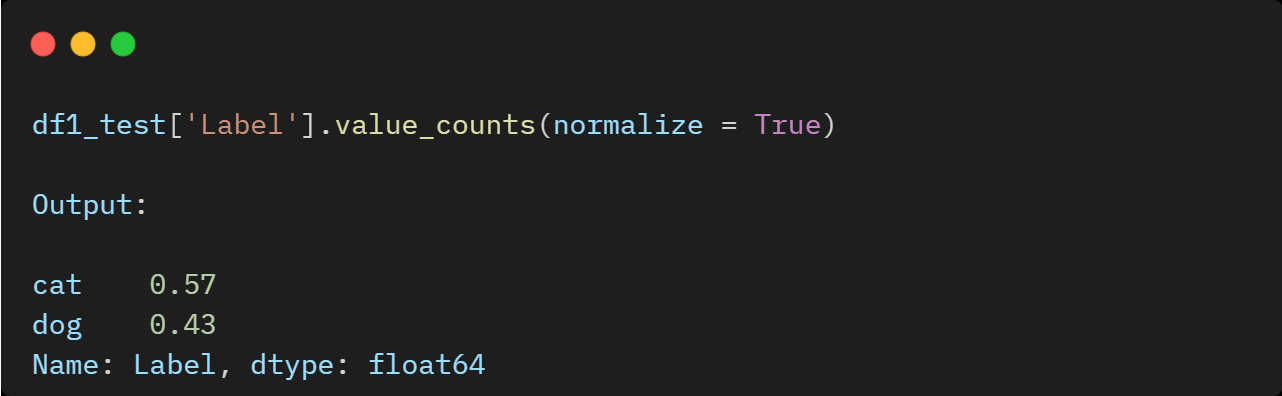 df1_test['Label'].value_counts(normalize = True)
Output:
cat    0.57
dog    0.43
Name: Label, dtype: float64